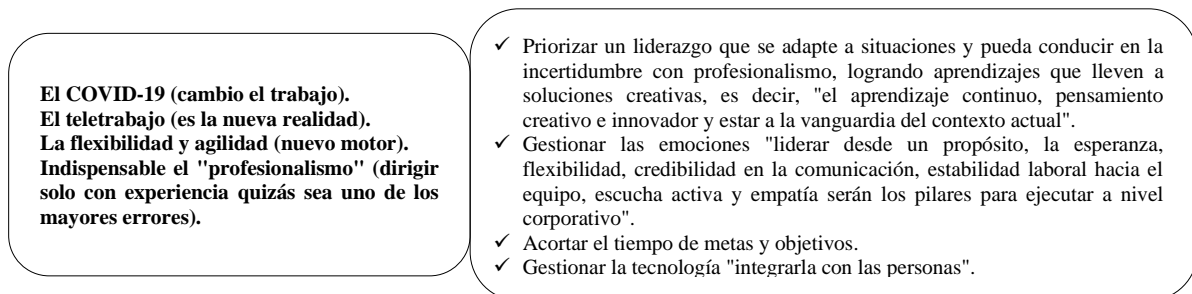 El COVID-19 (cambio el trabajo).
El teletrabajo (es la nueva realidad).
La flexibilidad y agilidad (nuevo motor).
Indispensable el "profesionalismo" (dirigir
solo con experiencia quizás sea uno de los
mayores errores).
✓ Priorizar un liderazgo que se adapte a situaciones y pueda conducir en la
incertidumbre con profesionalismo, logrando aprendizajes que lleven a
soluciones creativas, es decir, "el aprendizaje continuo, pensamiento
creativo e innovador y estar a la vanguardia del contexto actual".
✓ Gestionar las emociones "liderar desde un propósito, la esperanza,
flexibilidad, credibilidad en la comunicación, estabilidad laboral hacia el
equipo, escucha activa y empatía serán los pilares para ejecutar a nivel
corporativo".
✓ Acortar el tiempo de metas y objetivos.
✓ Gestionar la tecnología "integrarla con las personas".